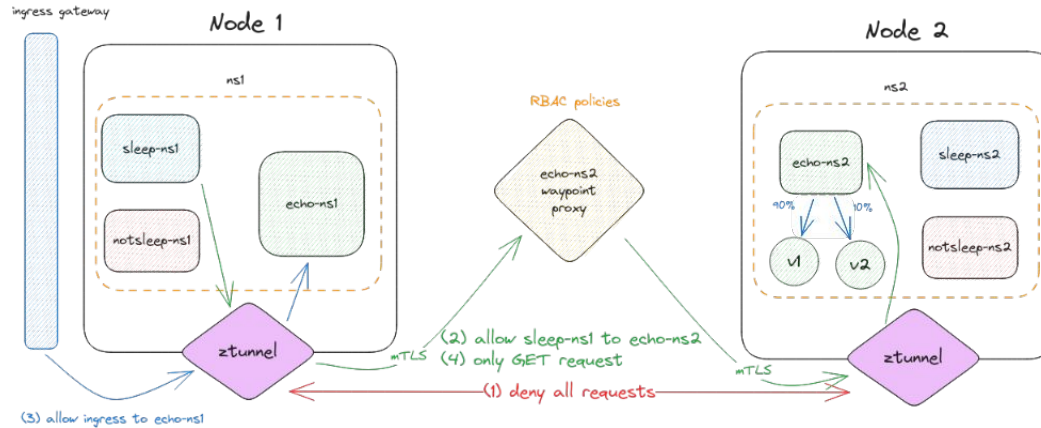 ingress gateway
Node 1
Node 2
ns1
ns2
RBAC policies
sleep-ns1
echo-ns1
notsleep-ns1
echo-ns2
waypoint
proxy
echo-ns2
sleep-ns2
90%
10%
v1
v2
notsleep-ns2
ztunnel
mTLS
(2) allow sleep-ns1 to echo-ns2
(4) only GET request
mTLS
ztunnel
(1) deny all requests
(3) allow ingress to echo-ns1